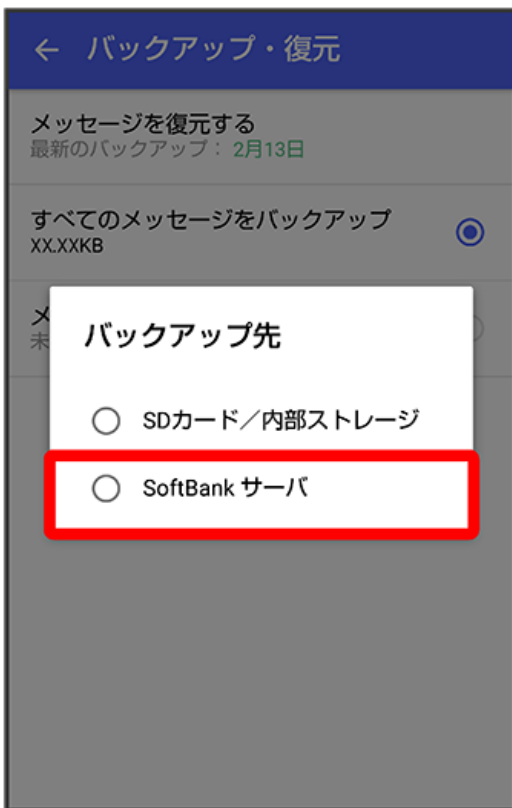 ← バックアップ・復元
メッセージを復元する
最新のバックアップ： 2月13日
すべてのメッセージをバックアップ
XX.XXKB
メ
未
バックアップ先
SDカード／内部ストレージ
SoftBank サーバ